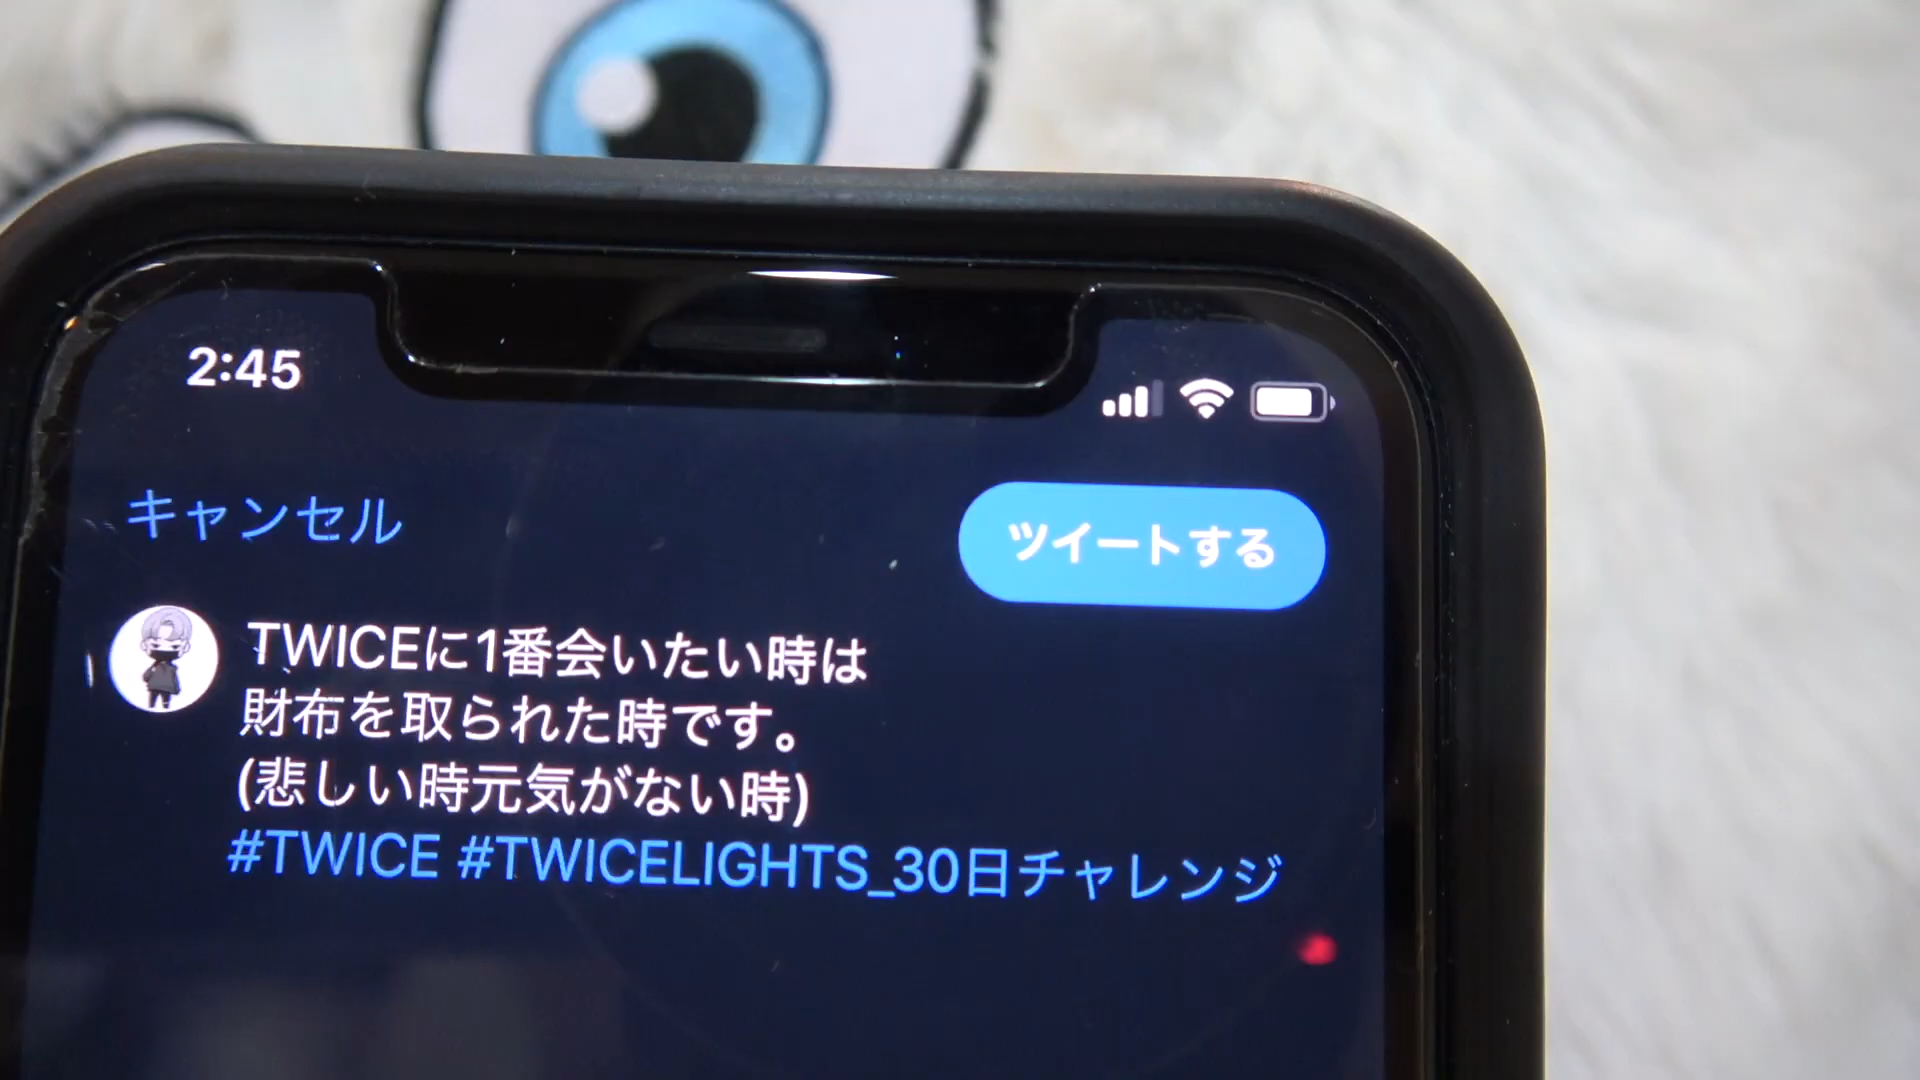 2:45
キャンセル
ツイートする
TWICEに1番会いたい時は
財布を取られた時です。
(悲しい時元気がない時)
#TWICE #TWICELIGHTS_30日チャレンジ